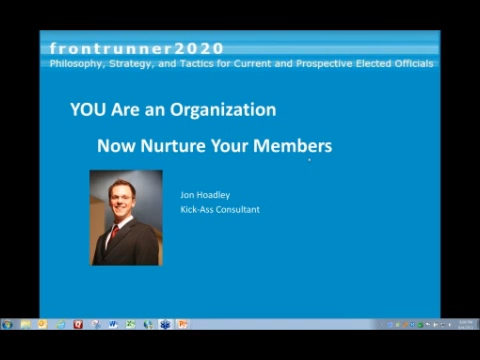 frontrunner2020
Philosophy, Strategy, and Tactics for Current and Prospective Elected Officials
YOU Are an Organization
Now Nurture Your Members
Jon Hoadley
Kick-Ass Consultant